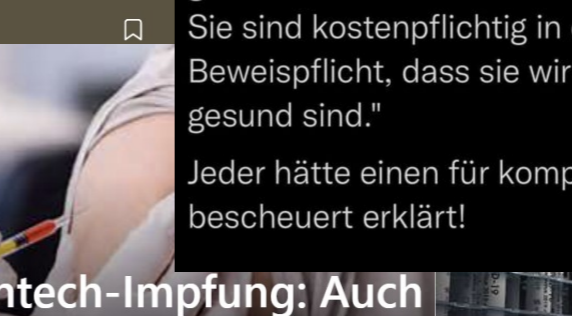 Sie sind kostenpflichtig in
Beweispflicht, dass sie wir
gesund sind."
Jeder hätte einen für komp
bescheuert erklärt!
ntech-Impfung: Auch